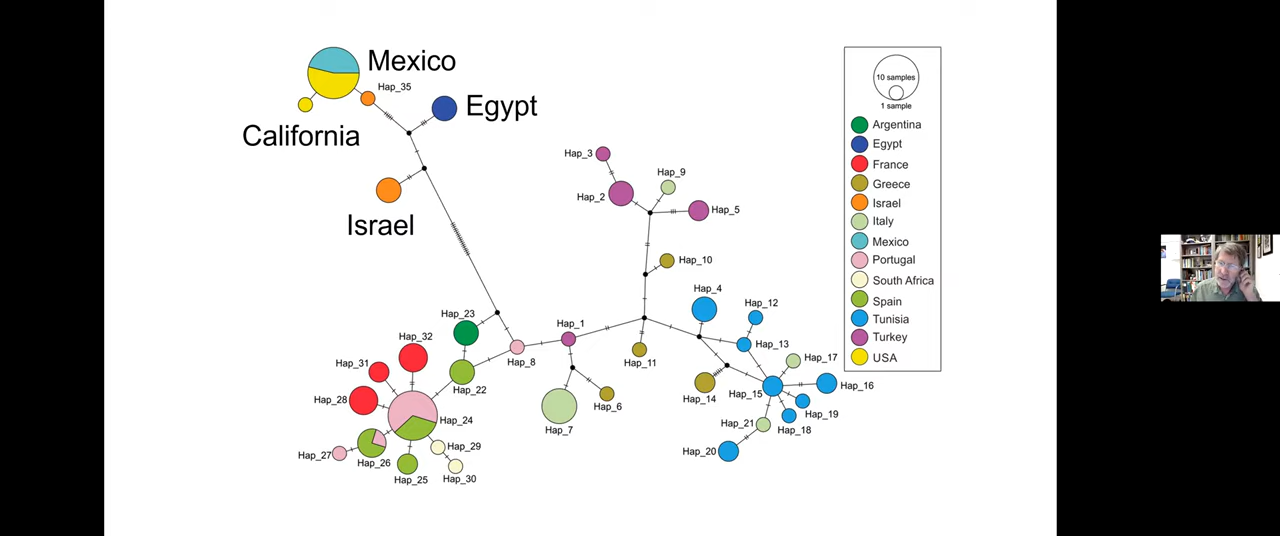 Mexico
Hap_35
California
Egypt
Israel
Hap_3
Hap_9
Hap_2
Hap_5
Hap_10
Hap_4
Hap_12
Hap_23
Hap_1
Hap_32
Hap_8
Hap_13
Hap_31
Hap_11
Hap_17
Hap_22
Hap_16
Hap_28
Hap_14
Hap_15
Hap_6
Hap_19
Hap_24
Hap_7
Hap_21
Hap_18
Hap_29
Hap_27
Hap_26
Hap_20
Hap_25
Hap_30
10 samples
1 sample
Argentina
Egypt
France
Greece
Israel
Italy
Mexico
Portugal
South Africa
Spain
Tunisia
Turkey
USA